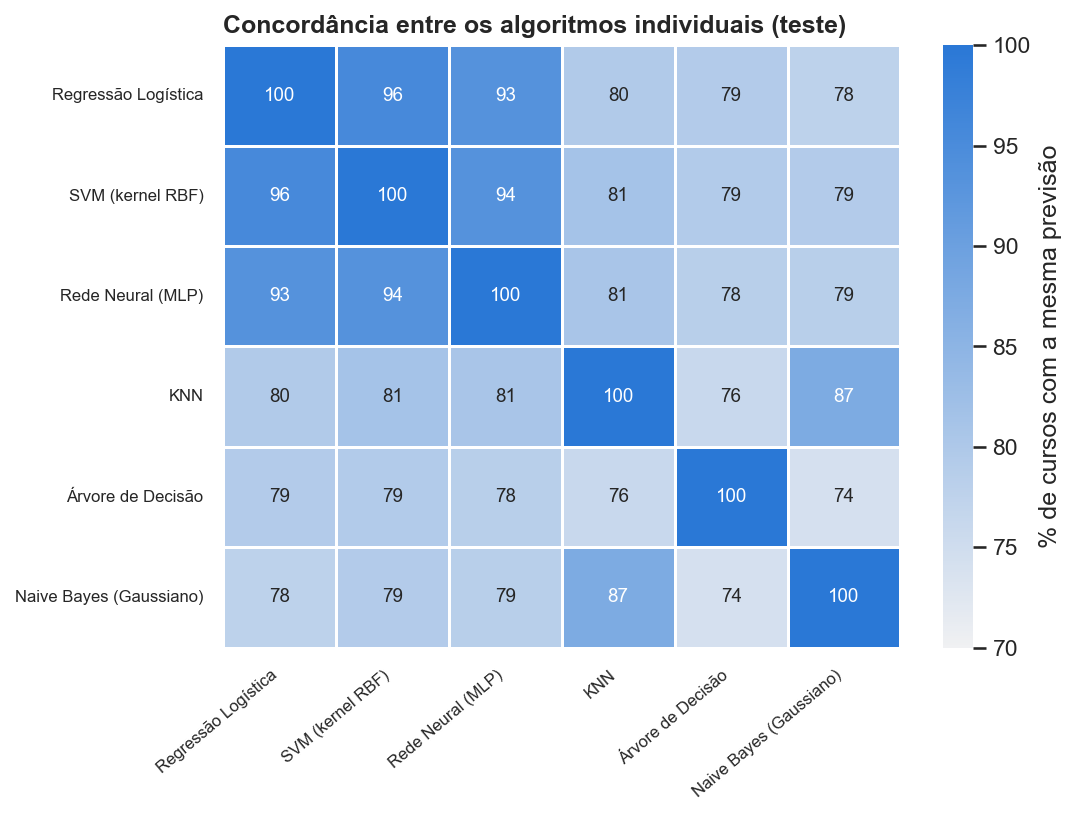 Concordância entre os algoritmos individuais (teste)
Regressão Logística 100 96 93 80 79 78
SVM (kernel RBF) 96 100 94 81 79 79
Rede Neural (MLP) 93 94 100 81 78 79
KNN 80 81 81 100 76 87
Árvore de Decisão 79 79 78 76 100 74
Naive Bayes (Gaussiano) 78 79 79 87 74 100
Regressão Logística
SVM (kernel RBF)
Rede Neural (MLP)
KNN
Árvore de Decisão
Naive Bayes (Gaussiano)
100
95
90
85
80
75
70
% de cursos com a mesma previsão